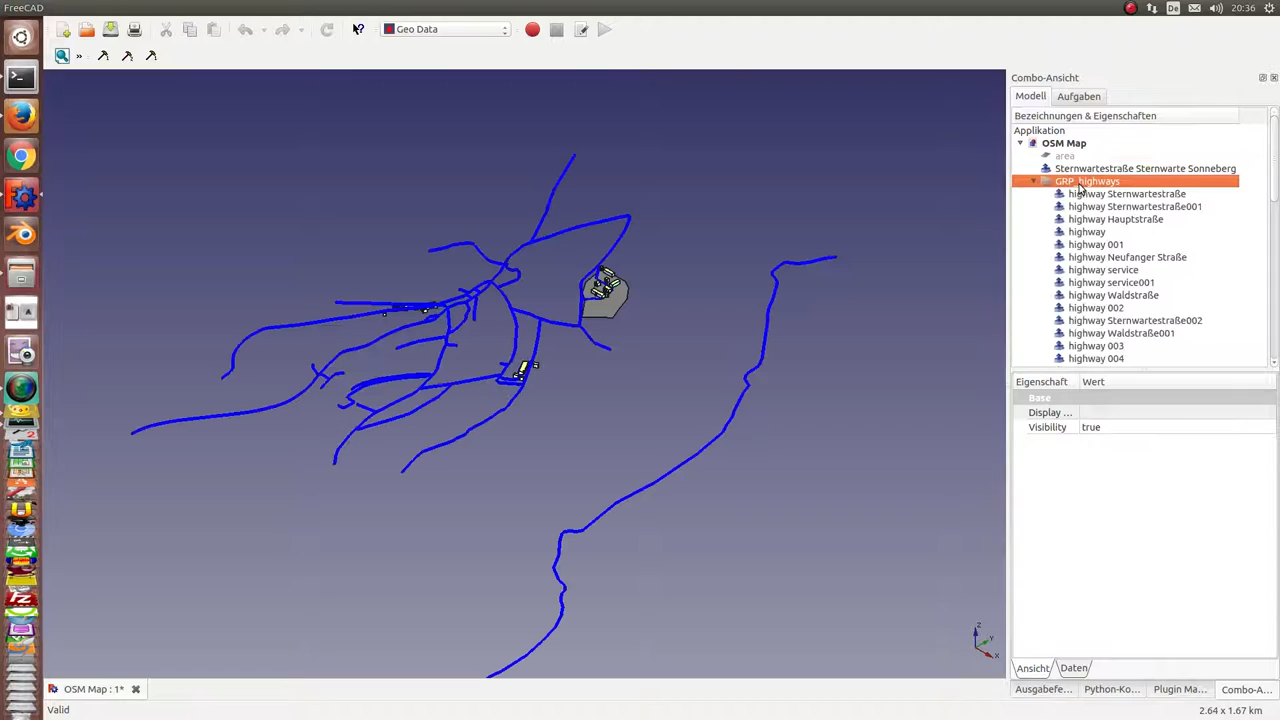 FreeCAD
De
20:36
Geo Data
»
Combo-Ansicht
Modell
Aufgaben
Bezeichnungen & Eigenschaften
Applikation
OSM Map
area
Sternwartestraße Sternwarte Sonneberg
GRP_highways
highway Sternwartestraße
highway Sternwartestraße001
highway Hauptstraße
highway
highway 001
highway Neufanger Straße
highway service
highway service001
highway Waldstraße
highway 002
highway Sternwartestraße002
highway Waldstraße001
highway 003
highway 004
Eigenschaft Wert
Base
Display ...
Visibility true
Z
Y
X
Ansicht
Daten
OSM Map : 1*
Ausgabefe...
Python-Ko...
Plugin Ma...
Combo-A...
Valid
2.64 x 1.67 km